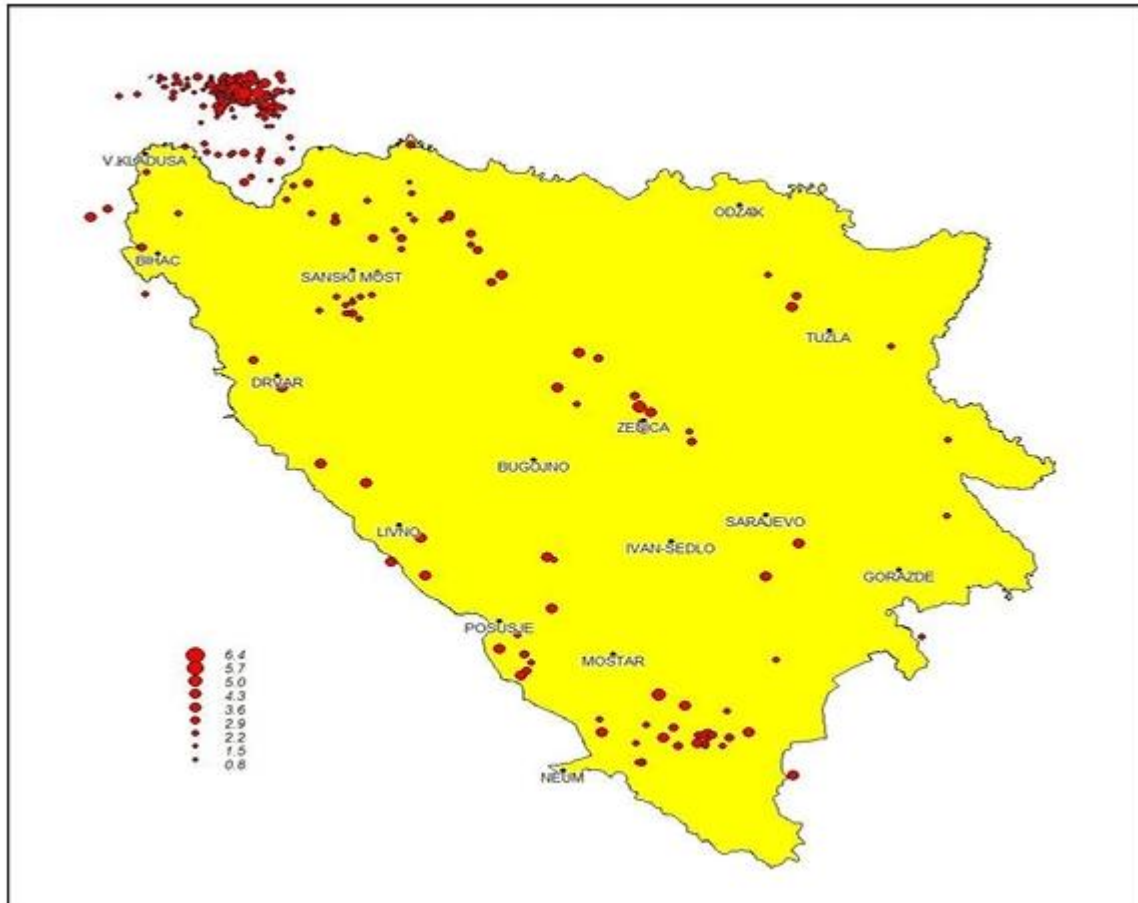 V.KLADUSA
ODZAK
BIHAC
SANSKI MOST
TUZLA
DRVAR
BUGOJNO
LIVNO
SARAJEVO
IVAN-SEDLO
GORAZDE
POSUSJE
MOSTAR
NEUM
6.4
5.7
5.0
4.3
3.6
2.9
2.2
1.5
0.8